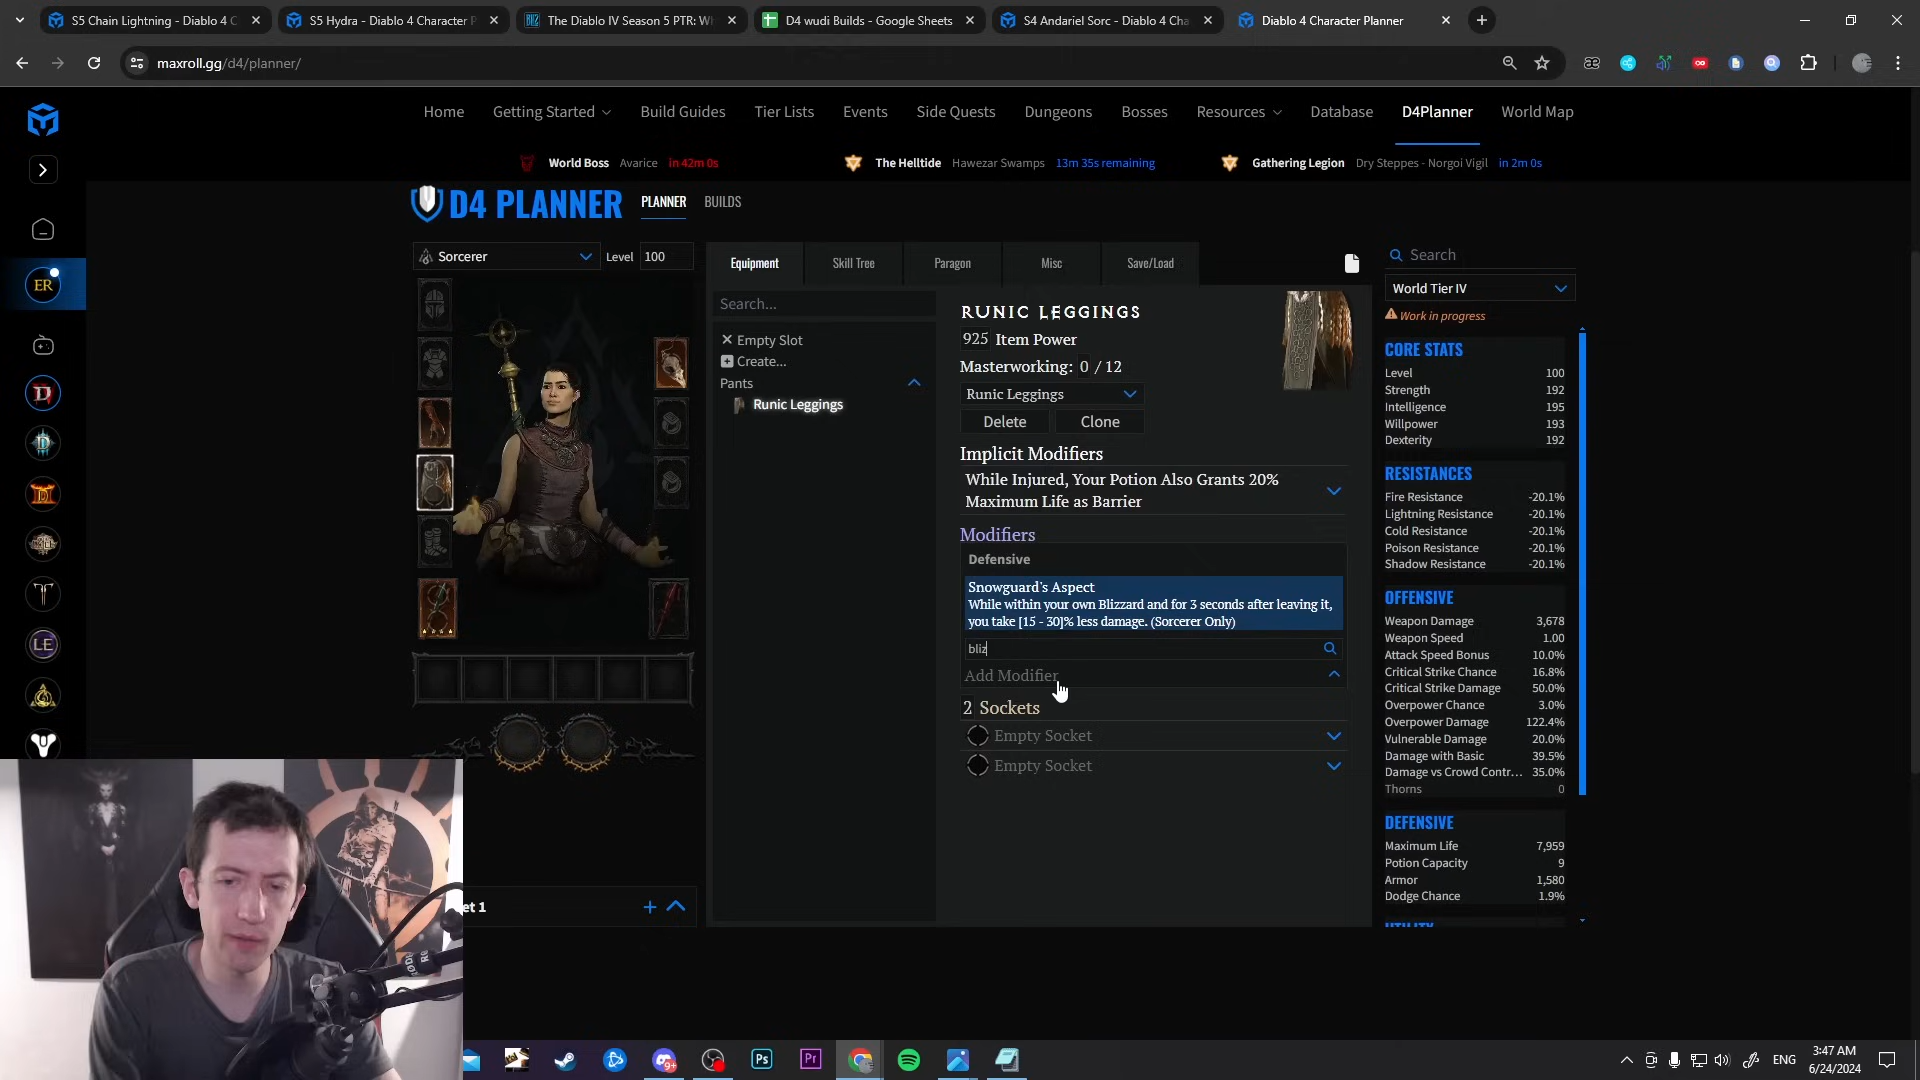 S5 Chain Lightning - Diablo 4 C
S5 Hydra - Diablo 4 Character P
The Diablo IV Season 5 PTR: W
D4 wudi Builds - Google Sheets
S4 Andariel Sorc - Diablo 4 Cha
Diablo 4 Character Planner
maxroll.gg/d4/planner/
Home
Getting Started
Build Guides
Tier Lists
Events
Side Quests
Dungeons
Bosses
Resources
Database
D4Planner
World Map
World Boss Avarice in 42m 0s
The Helltide Hawezar Swamps 13m 35s remaining
Gathering Legion Dry Steppes - Norgoi Vigil in 2m 0s
D4 PLANNER
PLANNER
BUILDS
ER
Sorcerer
Level 100
Equipment
Skill Tree
Paragon
Misc
Save/Load
Search...
Empty Slot
Create...
Pants
Runic Leggings
RUNIC LEGGINGS
925 Item Power
Masterworking: 0 / 12
Runic Leggings
Delete
Clone
Implicit Modifiers
While Injured, Your Potion Also Grants 20%
Maximum Life as Barrier
Modifiers
Defensive
Snowguard's Aspect
While within your own Blizzard and for 3 seconds after leaving it,
you take [15 - 30]% less damage. (Sorcerer Only)
bliz
Add Modifier
2 Sockets
Empty Socket
Empty Socket
Search
World Tier IV
Work in progress
CORE STATS
Level 100
Strength 192
Intelligence 195
Willpower 193
Dexterity 192
RESISTANCES
Fire Resistance -20.1%
Lightning Resistance -20.1%
Cold Resistance -20.1%
Poison Resistance -20.1%
Shadow Resistance -20.1%
OFFENSIVE
Weapon Damage 3,678
Weapon Speed 1.00
Attack Speed Bonus 10.0%
Critical Strike Chance 16.8%
Critical Strike Damage 50.0%
Overpower Chance 3.0%
Overpower Damage 122.4%
Vulnerable Damage 20.0%
Damage with Basic 39.5%
Damage vs Crowd Contr... 35.0%
Thorns 0
DEFENSIVE
Maximum Life 7,959
Potion Capacity 9
Armor 1,580
Dodge Chance 1.9%
UTILITY
LE
et 1
9+
Ps
Pr
ENG
3:47 AM
6/24/2024